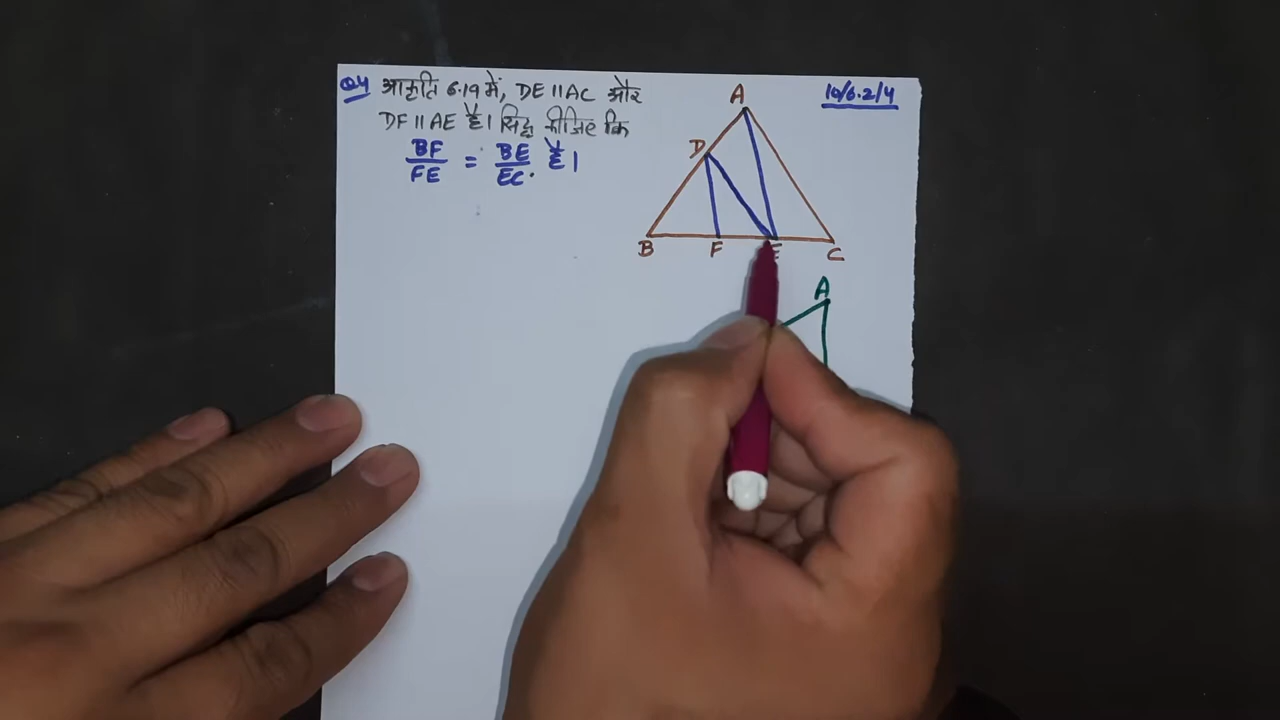 Q4 आकृति 6.19 में, DE || AC और
DF || AE है। सिद्ध कीजिए कि
BF/FE = BE/EC है।
10/6.2/4
A
D
B F E C
A